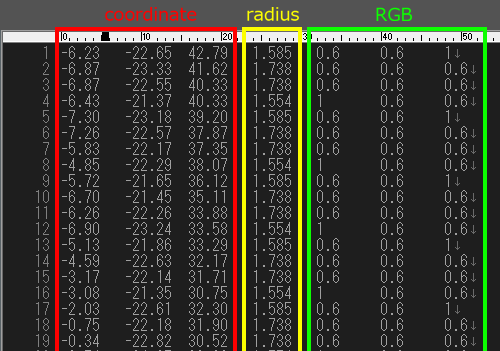 coordinate radius RGB
0 10 20 3 40 50
1 -6.23 -22.65 42.79 1.585 0.6 0.6 1↓
2 -6.87 -23.33 41.62 1.738 0.6 0.6 0.6↓
3 -6.87 -22.55 40.33 1.738 0.6 0.6 0.6↓
4 -6.43 -21.37 40.33 1.554 1 0.6 0.6↓
5 -7.30 -23.18 39.20 1.585 0.6 0.6 1↓
6 -7.26 -22.57 37.87 1.738 0.6 0.6 0.6↓
7 -5.83 -22.17 37.35 1.738 0.6 0.6 0.6↓
8 -4.85 -22.29 38.07 1.554 1 0.6 0.6↓
9 -5.72 -21.65 36.12 1.585 0.6 0.6 1↓
10 -6.70 -21.45 35.11 1.738 0.6 0.6 0.6↓
11 -6.26 -22.26 33.88 1.738 0.6 0.6 0.6↓
12 -6.90 -23.24 33.58 1.554 1 0.6 0.6↓
13 -5.13 -21.86 33.29 1.585 0.6 0.6 1↓
14 -4.59 -22.63 32.17 1.738 0.6 0.6 0.6↓
15 -3.17 -22.14 31.71 1.738 0.6 0.6 0.6↓
16 -3.08 -21.35 30.75 1.554 1 0.6 0.6↓
17 -2.03 -22.61 32.30 1.585 0.6 0.6 1↓
18 -0.75 -22.18 31.90 1.738 0.6 0.6 0.6↓
19 -0.34 -22.82 30.52 1.738 0.6 0.6 0.6↓